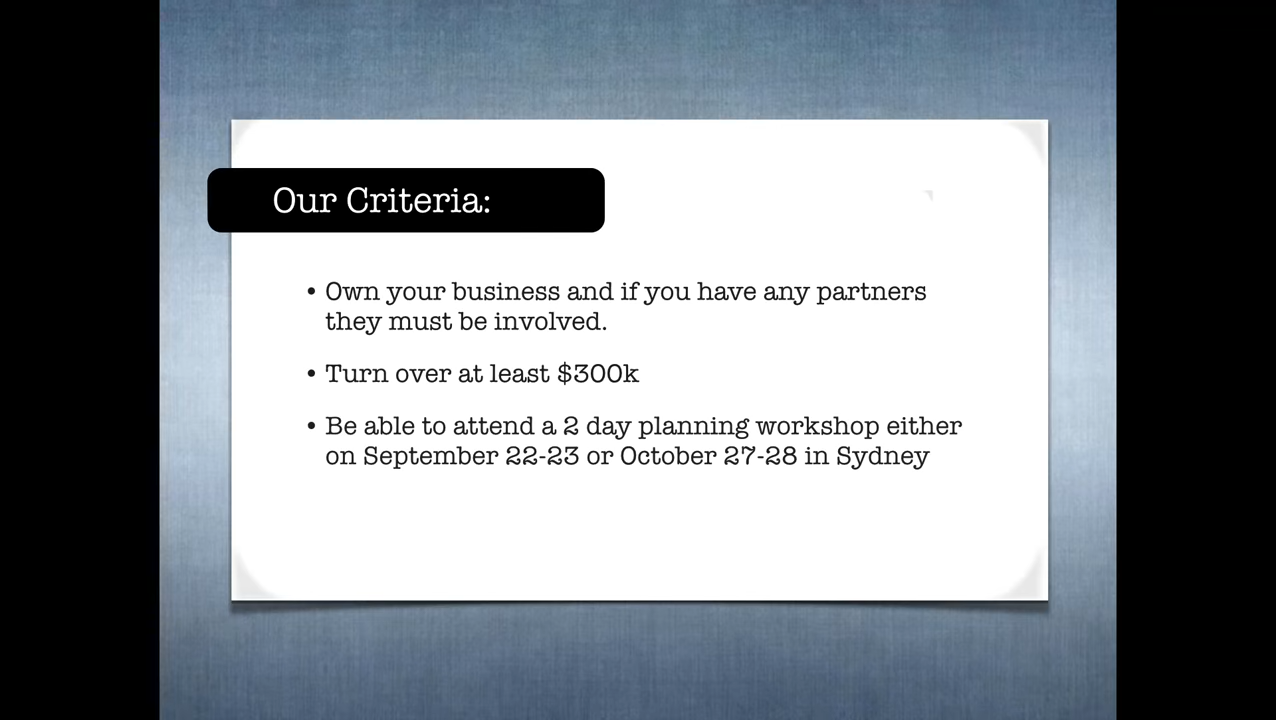 Our Criteria:
• Own your business and if you have any partners
they must be involved.
• Turn over at least $300k
• Be able to attend a 2 day planning workshop either
on September 22-23 or October 27-28 in Sydney